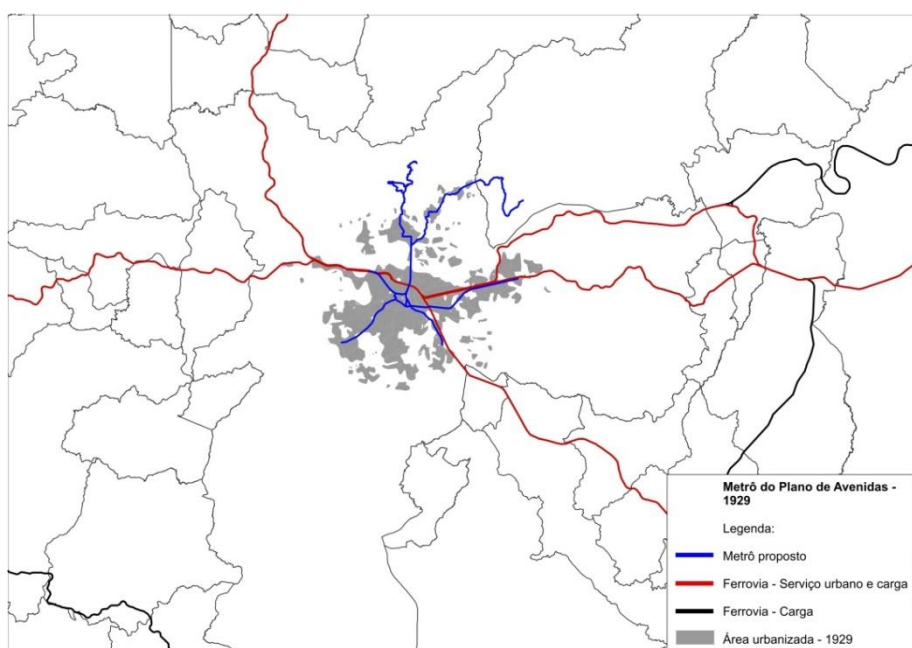 Metrô do Plano de Avenidas -
1929
Legenda:
Metrô proposto
Ferrovia - Serviço urbano e carga
Ferrovia - Carga
Área urbanizada - 1929